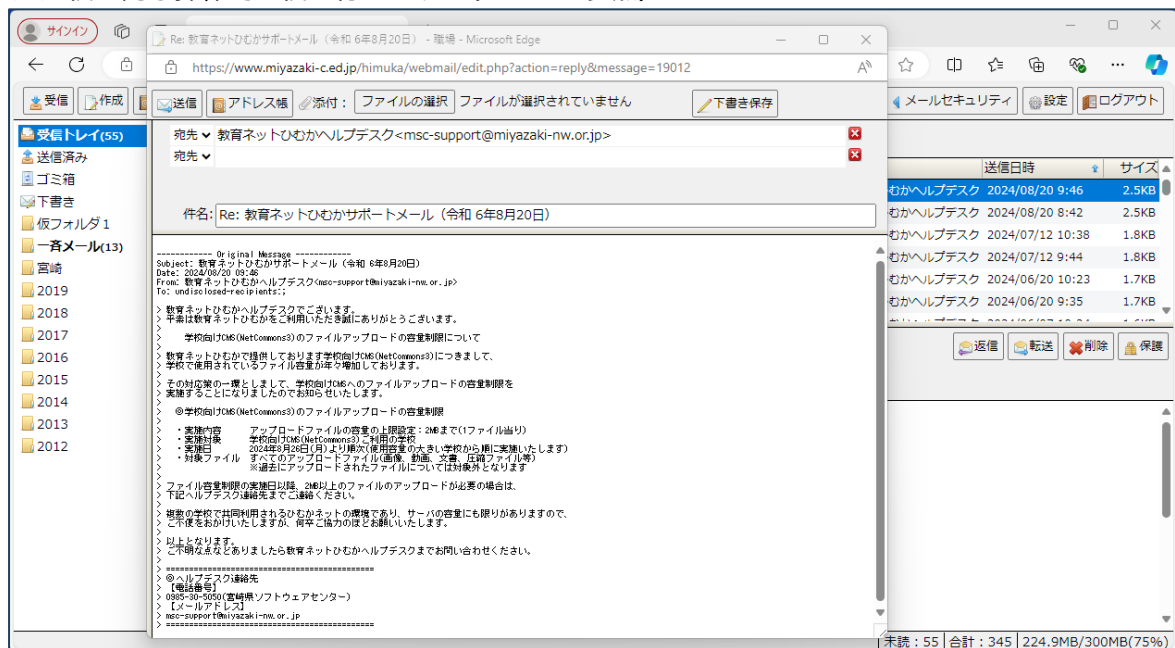 サインイン
Re: 教育ネットひむかサポートメール（令和 6年8月20日） - 職場 - Microsoft Edge
https://www.miyazaki-c.ed.jp/himuka/webmail/edit.php?action=reply&message=19012
受信 作成
送信 アドレス帳 添付： ファイルの選択 ファイルが選択されていません 下書き保存
メールセキュリティ 設定 ログアウト
受信トレイ(55)
送信済み
ゴミ箱
下書き
仮フォルダ１
一斉メール(13)
宮崎
2019
2018
2017
2016
2015
2014
2013
2012
宛先 教育ネットひむかヘルプデスク<msc-support@miyazaki-nw.or.jp>
宛先
件名: Re: 教育ネットひむかサポートメール（令和 6年8月20日）
------------ Original Message ------------
Subject: 教育ネットひむかサポートメール（令和 6年8月20日）
Date: 2024/08/20 09:46
From: 教育ネットひむかヘルプデスク<msc-support@miyazaki-nw.or.jp>
To: undisclosed-recipients:;
> 教育ネットひむかヘルプデスクでございます。
> 平素は教育ネットひむかをご利用いただき誠にありがとうございます。
>
> 学校向けCMS(NetCommons3)のファイルアップロードの容量制限について
>
> 教育ネットひむかで提供しております学校向けCMS(NetCommons3)につきまして、
> 学校で使用されているファイル容量が年々増加しております。
>
> その対応策の一環としまして、学校向けCMSへのファイルアップロードの容量制限を
> 実施することになりましたのでお知らせいたします。
>
> ◎学校向けCMS(NetCommons3)のファイルアップロードの容量制限
>
> ・実施内容 アップロードファイルの容量の上限設定：2MBまで(1ファイル当り)
> ・実施対象 学校向けCMS(NetCommons3)ご利用の学校
> ・実施日 2024年8月26日(月)より順次(使用容量の大きい学校から順に実施いたします)
> ・対象ファイル すべてのアップロードファイル(画像、動画、文書、圧縮ファイル等)
> ※過去にアップロードされたファイルについては対象外となります
>
> ファイル容量制限の実施日以降、2MB以上のファイルのアップロードが必要の場合は、
> 下記ヘルプデスク連絡先までご連絡ください。
>
> 複数の学校で共同利用されるひむかネットの環境であり、サーバの容量にも限りがありますので、
> ご不便をおかけいたしますが、何卒ご協力のほどお願いいたします。
>
> 以上となります。
> ご不明な点などありましたら教育ネットひむかヘルプデスクまでお問い合わせください。
>
> ==========================================
> ◎ヘルプデスク連絡先
> 【電話番号】
> 0985-30-5050(宮崎県ソフトウェアセンター)
> 【メールアドレス】
> msc-support@miyazaki-nw.or.jp
> ==========================================
送信日時 サイズ
むかヘルプデスク 2024/08/20 9:46 2.5KB
むかヘルプデスク 2024/08/20 8:42 2.5KB
むかヘルプデスク 2024/07/12 10:38 1.8KB
むかヘルプデスク 2024/07/12 9:44 1.8KB
むかヘルプデスク 2024/06/20 10:23 1.7KB
むかヘルプデスク 2024/06/20 9:35 1.7KB
返信 転送 削除 保護
未読：55 合計：345 224.9MB/300MB(75%)